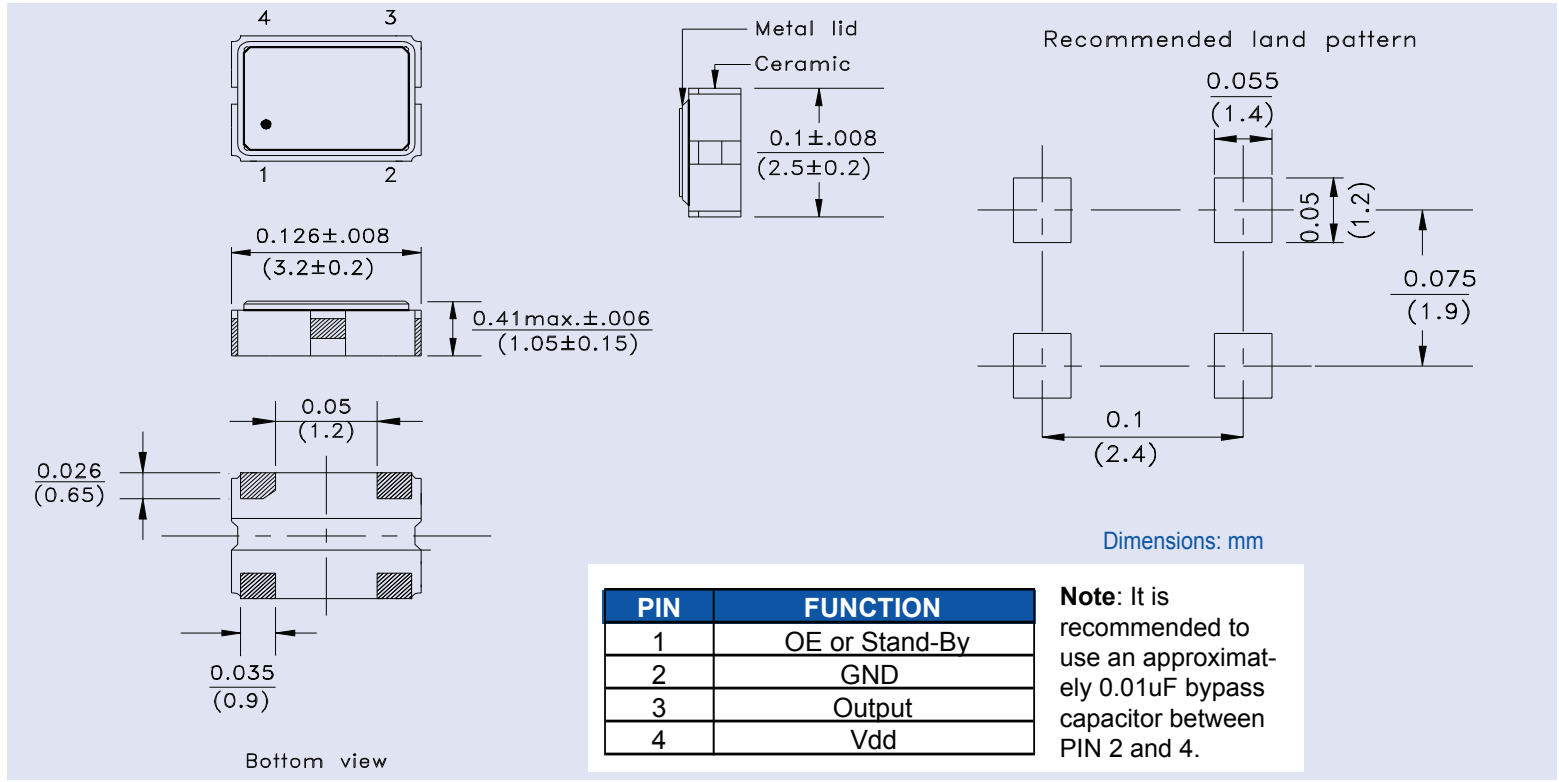 4 3
1 2
Metal lid
Ceramic
0.1±.008
(2.5±0.2)
Recommended land pattern
0.055
(1.4)
0.05
(1.2)
0.075
(1.9)
0.1
(2.4)
0.126±.008
(3.2±0.2)
0.41max.±.006
(1.05±0.15)
0.05
(1.2)
0.026
(0.65)
0.035
(0.9)
Bottom view
Dimensions: mm
PIN FUNCTION
1 OE or Stand-By
2 GND
3 Output
4 Vdd
Note: It is
recommended to
use an approximat-
ely 0.01uF bypass
capacitor between
PIN 2 and 4.